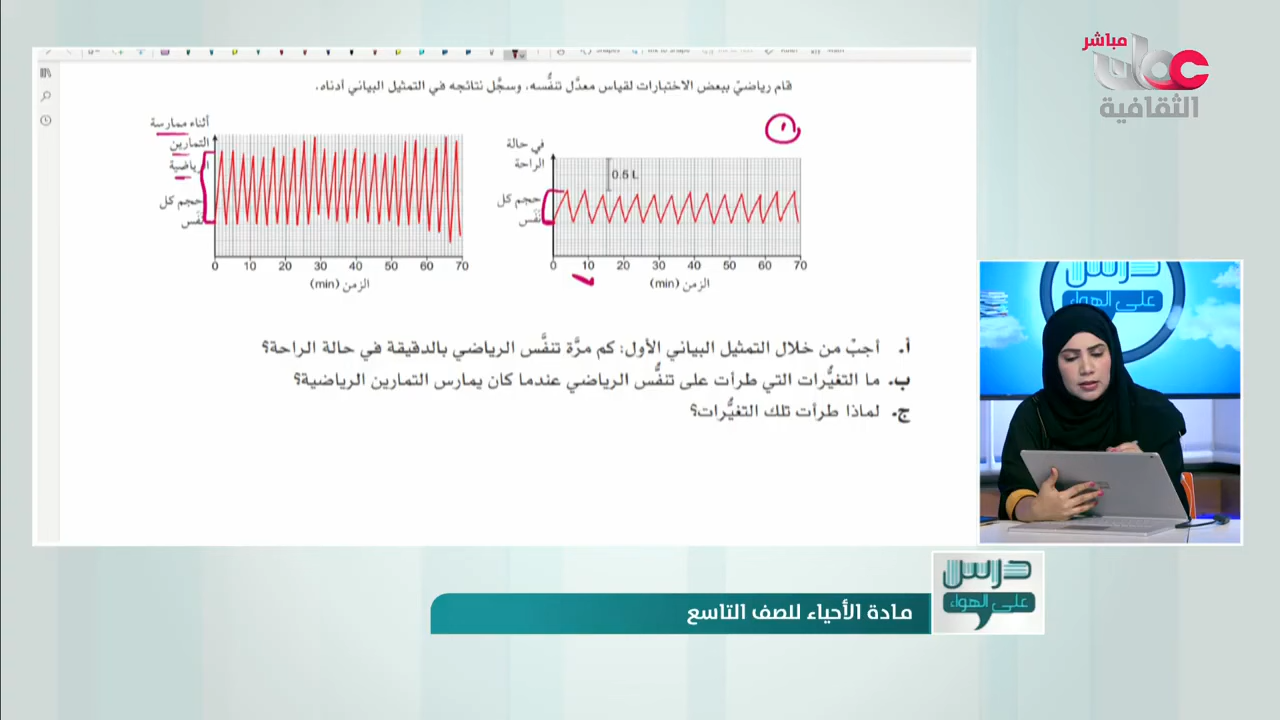 مباشر
عمان
الثقافية
قام رياضيّ ببعض الاختبارات لقياس معدَّل تنفُّسه، وسجَّل نتائجه في التمثيل البياني أدناه.
١
في حالة
الراحة
حجم كل
نَفَس
0.5 L
0 10 20 30 40 50 60 70
الزمن (min)
أثناء ممارسة
التمارين
الرياضية
حجم كل
نَفَس
0 10 20 30 40 50 60 70
الزمن (min)
أ. أجبْ من خلال التمثيل البياني الأول: كم مرَّة تنفَّس الرياضي بالدقيقة في حالة الراحة؟
ب. ما التغيُّرات التي طرأت على تنفُّس الرياضي عندما كان يمارس التمارين الرياضية؟
ج. لماذا طرأت تلك التغيُّرات؟
درس
على الهواء
درس
على الهواء
مادة الأحياء للصف التاسع